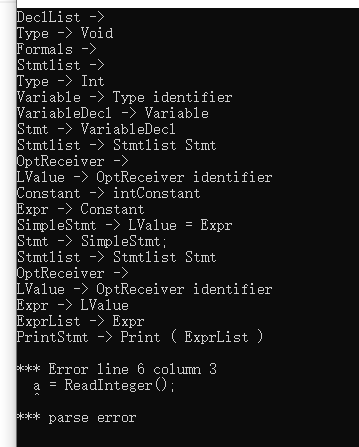 DeclList ->
Type -> Void
Formals ->
Stmtlist ->
Type -> Int
Variable -> Type identifier
VariableDecl -> Variable
Stmt -> VariableDecl
Stmtlist -> Stmtlist Stmt
OptReceiver ->
LValue -> OptReceiver identifier
Constant -> intConstant
Expr -> Constant
SimpleStmt -> LValue = Expr
Stmt -> SimpleStmt;
Stmtlist -> Stmtlist Stmt
OptReceiver ->
LValue -> OptReceiver identifier
Expr -> LValue
ExprList -> Expr
PrintStmt -> Print ( ExprList )
*** Error line 6 column 3
a = ReadInteger();
^
*** parse error